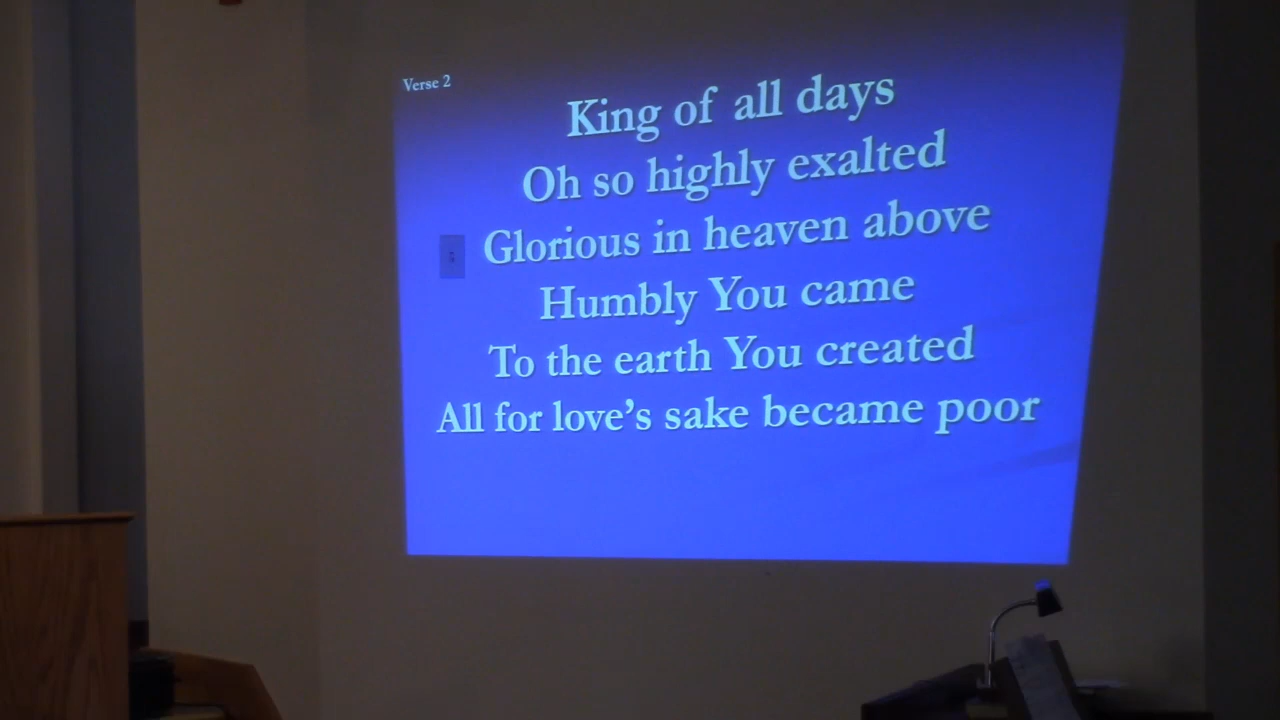 Verse 2
King of all days
Oh so highly exalted
Glorious in heaven above
Humbly You came
To the earth You created
All for love’s sake became poor